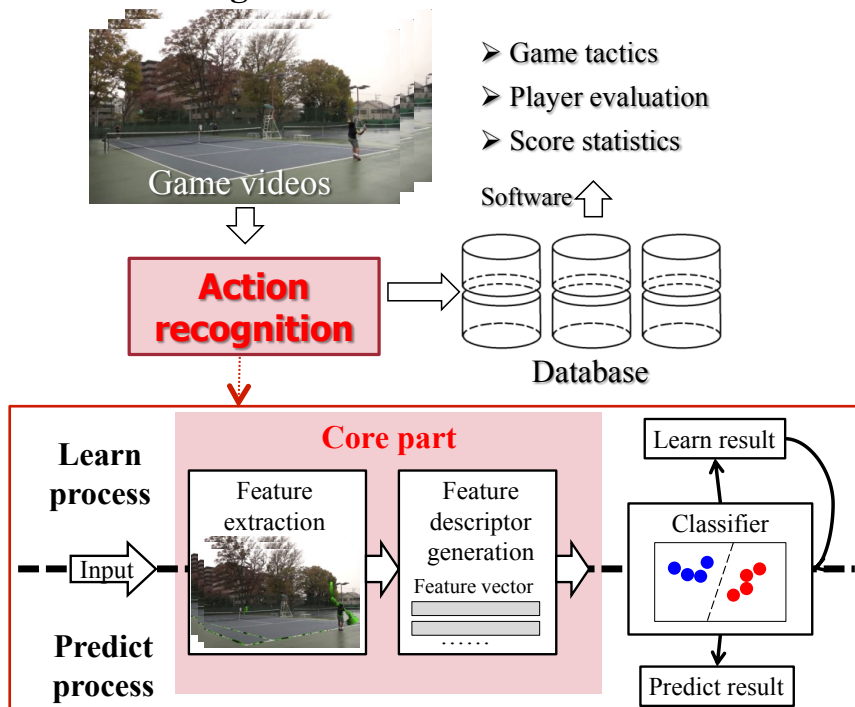 ➤ Game tactics
➤ Player evaluation
➤ Score statistics
Game videos
Software
Action
recognition
Database
Core part
Learn
process
Learn result
Feature
extraction
Feature
descriptor
generation
Classifier
Input
Feature vector
......
Predict
process
Predict result